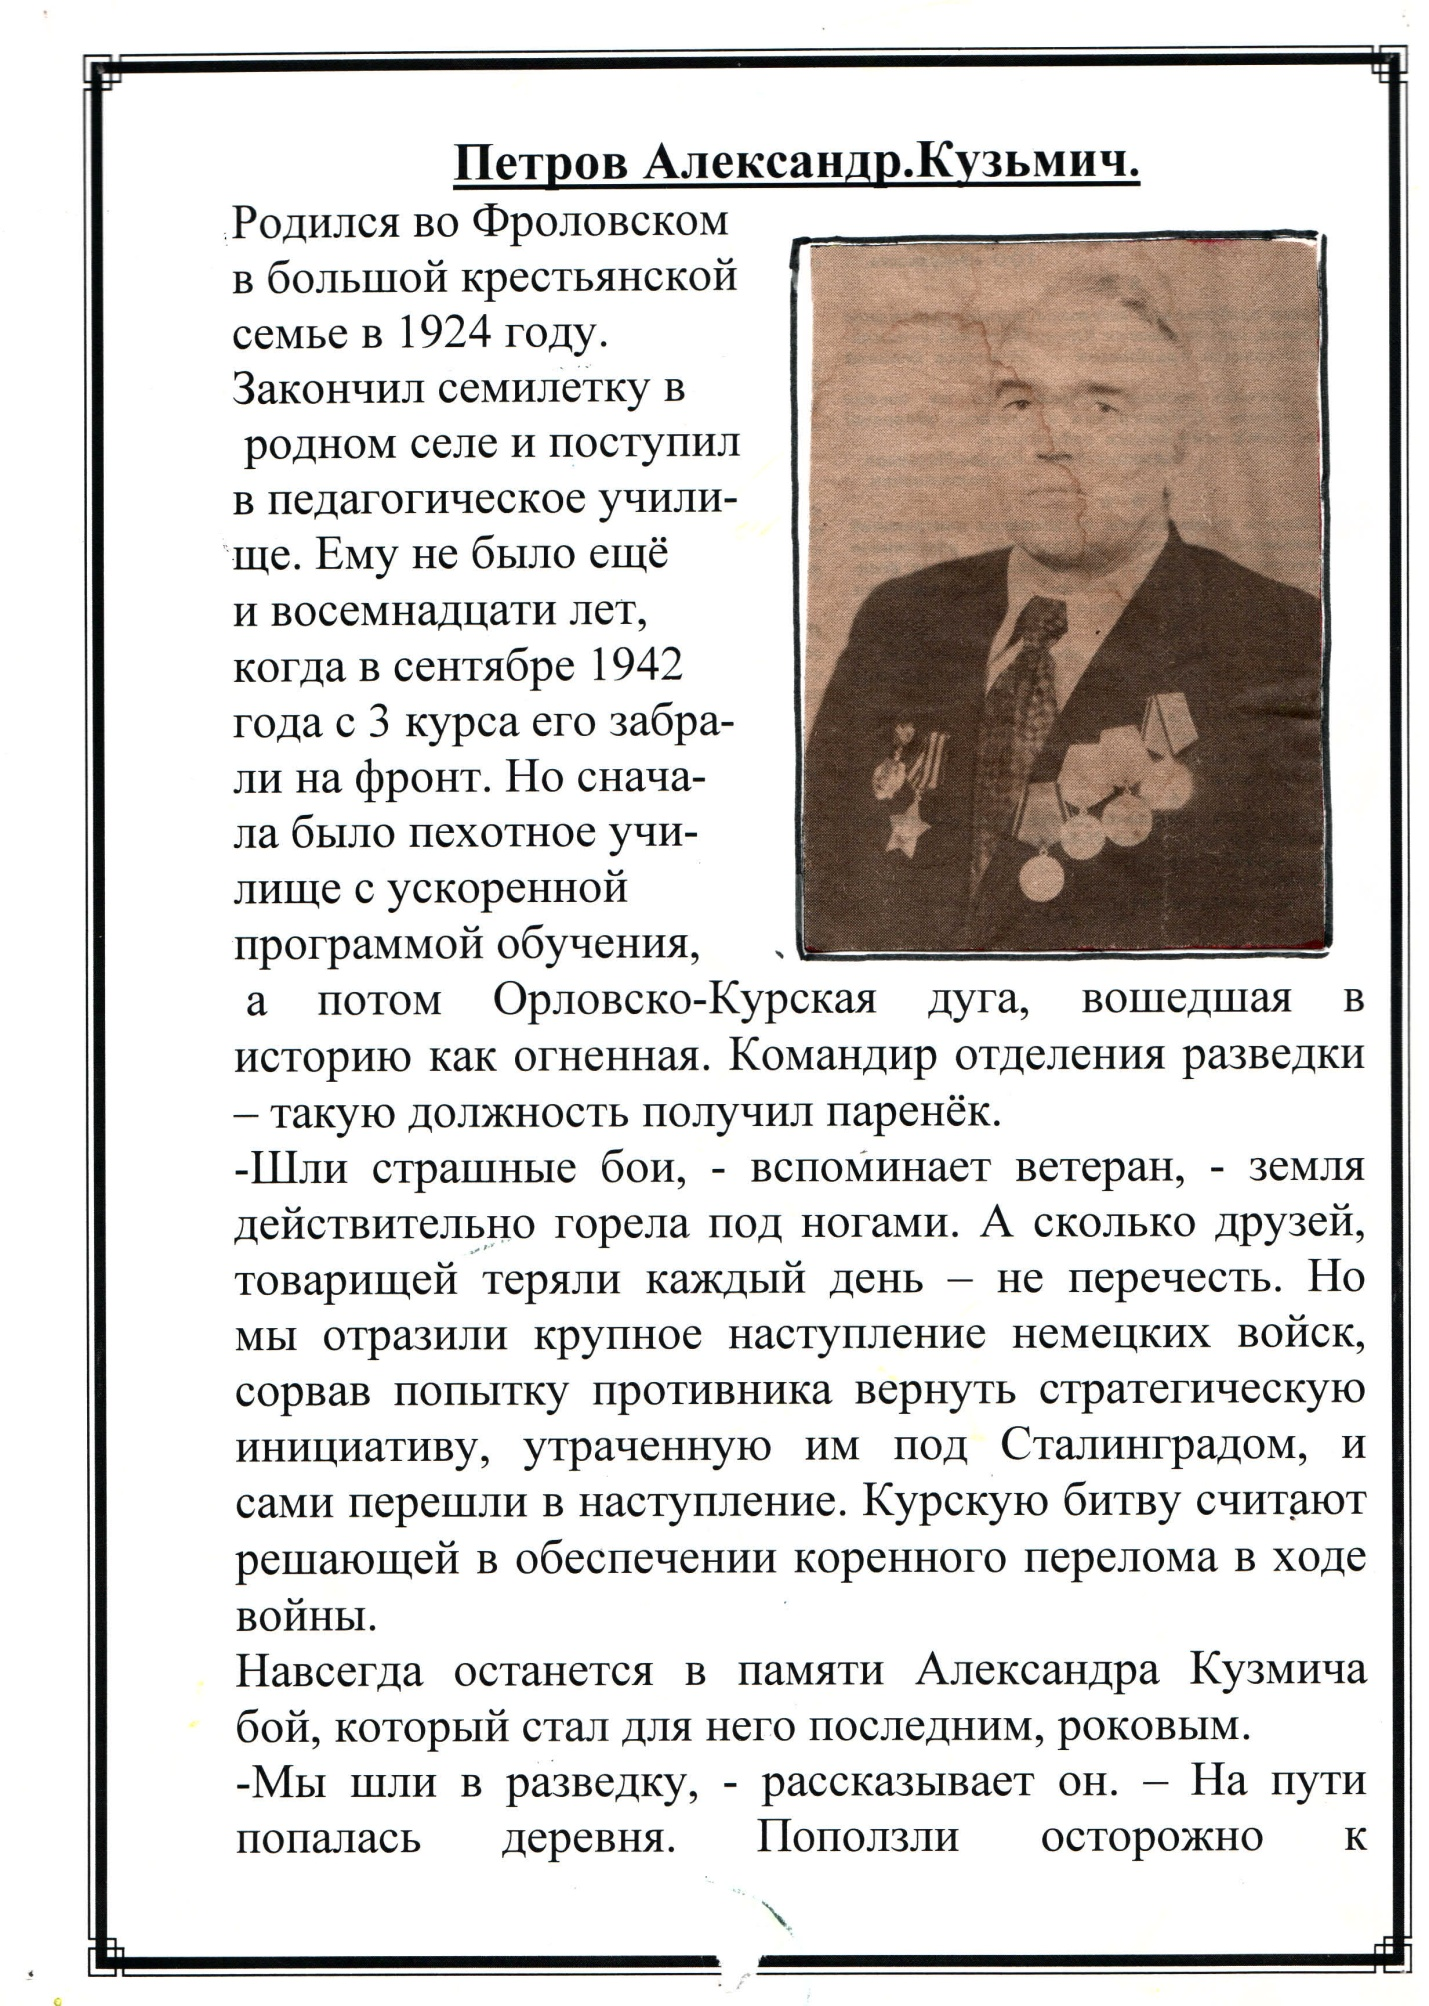 Петров Александр.Кузьмич.
Родился во Фроловском
в большой крестьянской
семье в 1924 году.
Закончил семилетку в
родном селе и поступил
в педагогическое учили-
ще. Ему не было ещё
и восемнадцати лет,
когда в сентябре 1942
года с 3 курса его забра-
ли на фронт. Но снача-
ла было пехотное учи-
лище с ускоренной
программой обучения,
а потом Орловско-Курская дуга, вошедшая в
историю как огненная. Командир отделения разведки
– такую должность получил паренёк.
-Шли страшные бои, - вспоминает ветеран, - земля
действительно горела под ногами. А сколько друзей,
товарищей теряли каждый день – не перечесть. Но
мы отразили крупное наступление немецких войск,
сорвав попытку противника вернуть стратегическую
инициативу, утраченную им под Сталинградом, и
сами перешли в наступление. Курскую битву считают
решающей в обеспечении коренного перелома в ходе
войны.
Навсегда останется в памяти Александра Кузмича
бой, который стал для него последним, роковым.
-Мы шли в разведку, - рассказывает он. – На пути
попалась деревня. Поползли осторожно к